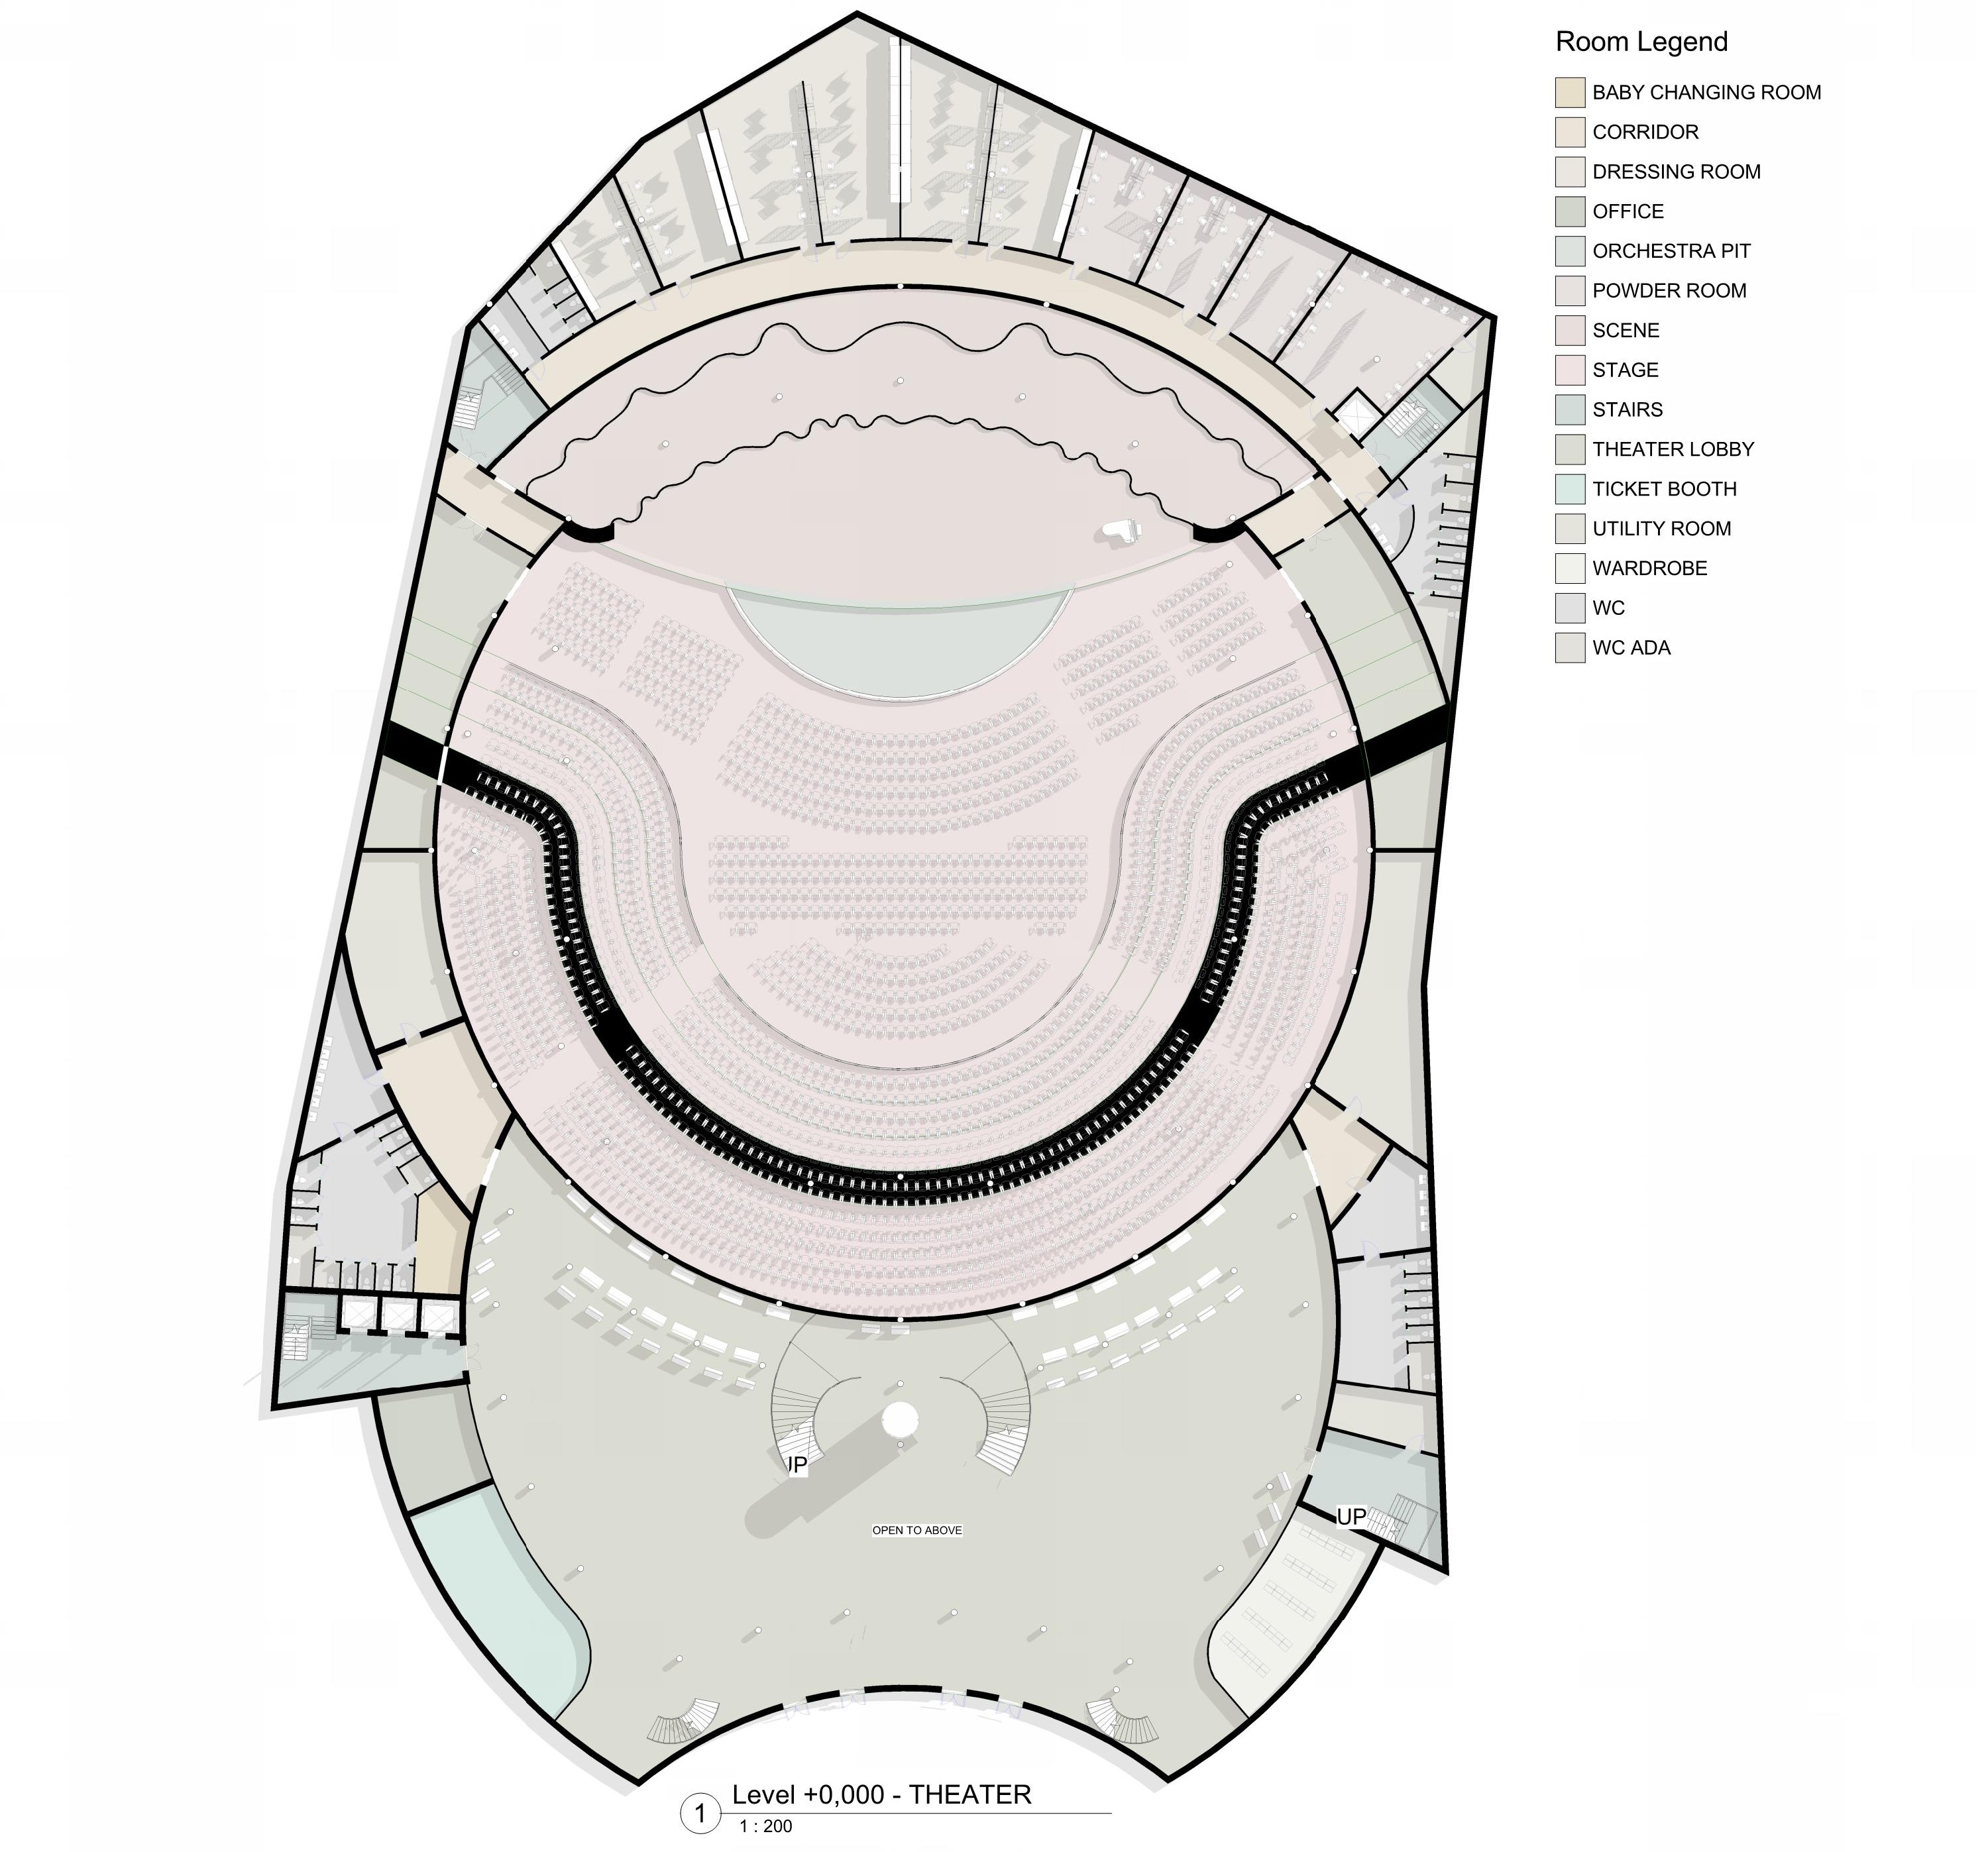 Room Legend
BABY CHANGING ROOM
CORRIDOR
DRESSING ROOM
OFFICE
ORCHESTRA PIT
POWDER ROOM
SCENE
STAGE
STAIRS
THEATER LOBBY
TICKET BOOTH
UTILITY ROOM
WARDROBE
WC
WC ADA
UP
OPEN TO ABOVE
UP
1
Level +0,000 - THEATER
1 : 200